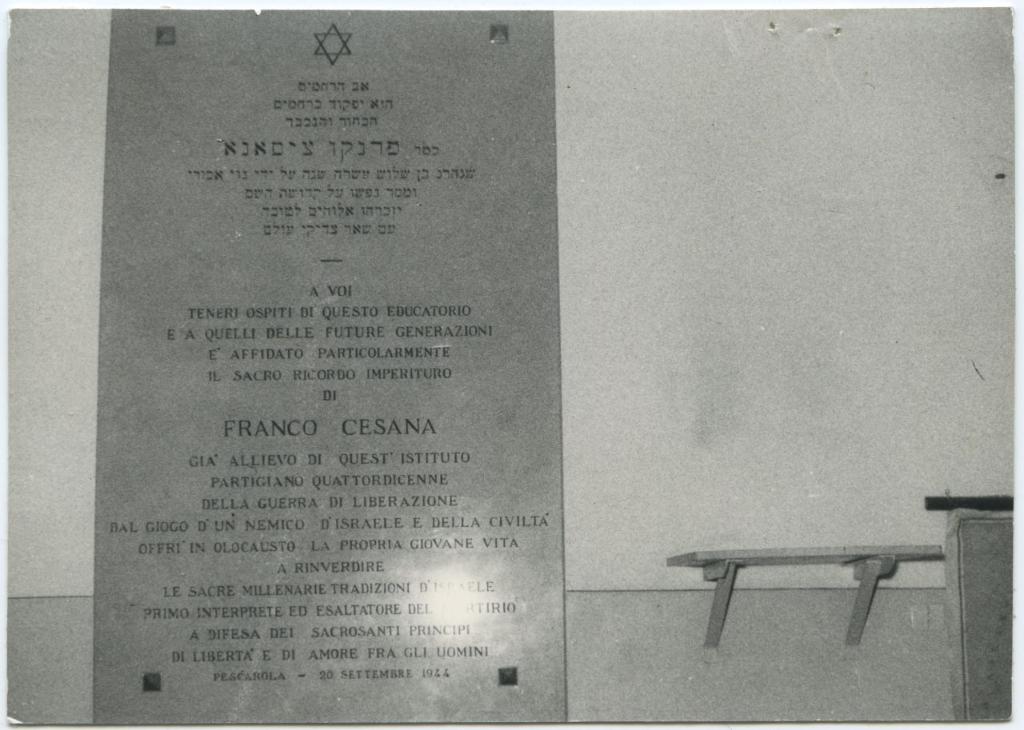 אב הרחמים
הוא יפקוד ברחמים
הבחור והנכבד
כמר פרנקו ציסאנא
שנהרג בן שלוש עשרה שנה על ידי גוי אכזרי
ומסר נפשו על קדושת השם
יזכרהו אלוהים לטובה
עם שאר צדיקי עולם
A VOI
TENERI OSPITI DI QUESTO EDUCATORIO
E A QUELLI DELLE FUTURE GENERAZIONI
E' AFFIDATO PARTICOLARMENTE
IL SACRO RICORDO IMPERITURO
DI
FRANCO CESANA
GIA' ALLIEVO DI QUEST'ISTITUTO
PARTIGIANO QUATTORDICENNE
DELLA GUERRA DI LIBERAZIONE
DAL GIOGO D'UN NEMICO D'ISRAELE E DELLA CIVILTA'
OFFRI' IN OLOCAUSTO LA PROPRIA GIOVANE VITA
A RINVERDIRE
LE SACRE MILLENARIE TRADIZIONI D'ISRAELE
PRIMO INTERPRETE ED ESALTATORE DEL MARTIRIO
A DIFESA DEI SACROSANTI PRINCIPI
DI LIBERTA' E DI AMORE FRA GLI UOMINI
PESCAROLA - 20 SETTEMBRE 1944